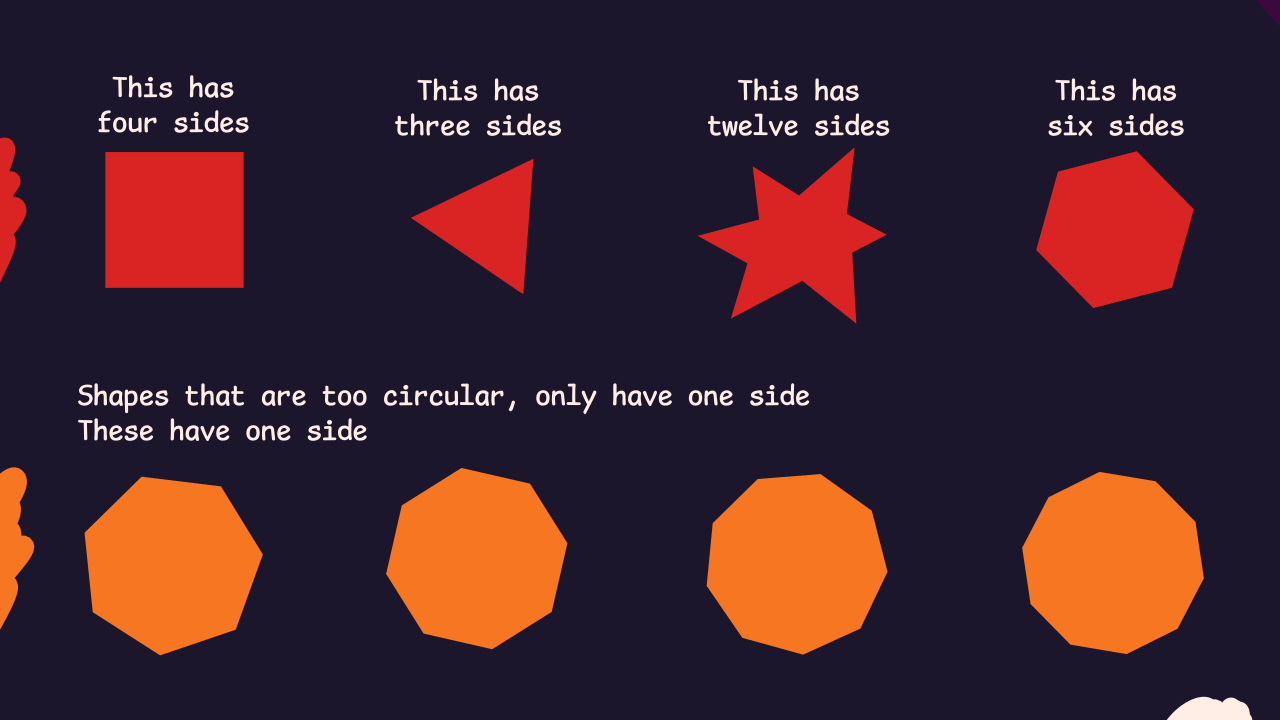 This has
four sides
This has
three sides
This has
twelve sides
This has
six sides
Shapes that are too circular, only have one side
These have one side